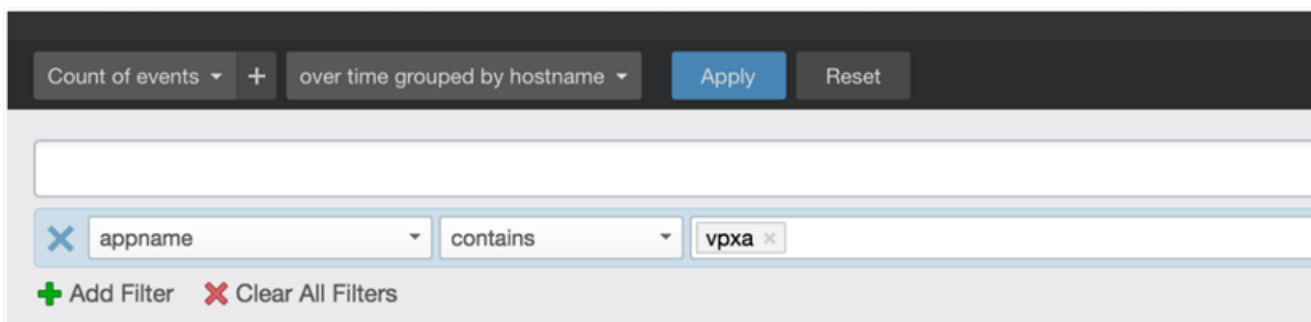 Count of events + over time grouped by hostname Apply Reset
appname contains vpxa ×
Add Filter Clear All Filters